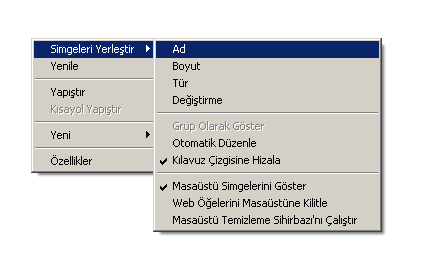 Simgeleri Yerleştir
Yenile
Yapıştır
Kısayol Yapıştır
Yeni
Özellikler
Ad
Boyut
Tür
Değiştirme
Grup Olarak Göster
Otomatik Düzenle
Kılavuz Çizgisine Hizala
Masaüstü Simgelerini Göster
Web Öğelerini Masaüstüne Kilitle
Masaüstü Temizleme Sihirbazı'nı Çalıştır